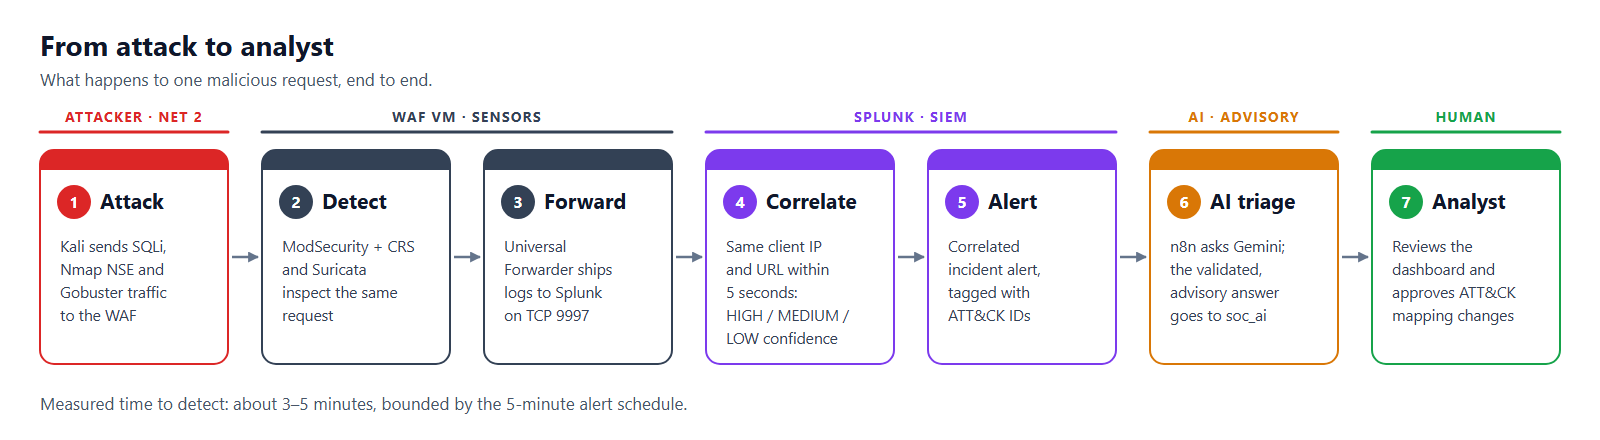 From attack to analyst
What happens to one malicious request, end to end.
ATTACKER · NET 2
WAF VM · SENSORS
SPLUNK · SIEM
AI · ADVISORY
HUMAN
1 Attack
Kali sends SQLi,
Nmap NSE and
Gobuster traffic
to the WAF
2 Detect
ModSecurity + CRS
and Suricata
inspect the same
request
3 Forward
Universal
Forwarder ships
logs to Splunk
on TCP 9997
4 Correlate
Same client IP
and URL within
5 seconds:
HIGH / MEDIUM /
LOW confidence
5 Alert
Correlated
incident alert,
tagged with
ATT&CK IDs
6 AI triage
n8n asks Gemini;
the validated,
advisory answer
goes to soc_ai
7 Analyst
Reviews the
dashboard and
approves ATT&CK
mapping changes
Measured time to detect: about 3–5 minutes, bounded by the 5-minute alert schedule.